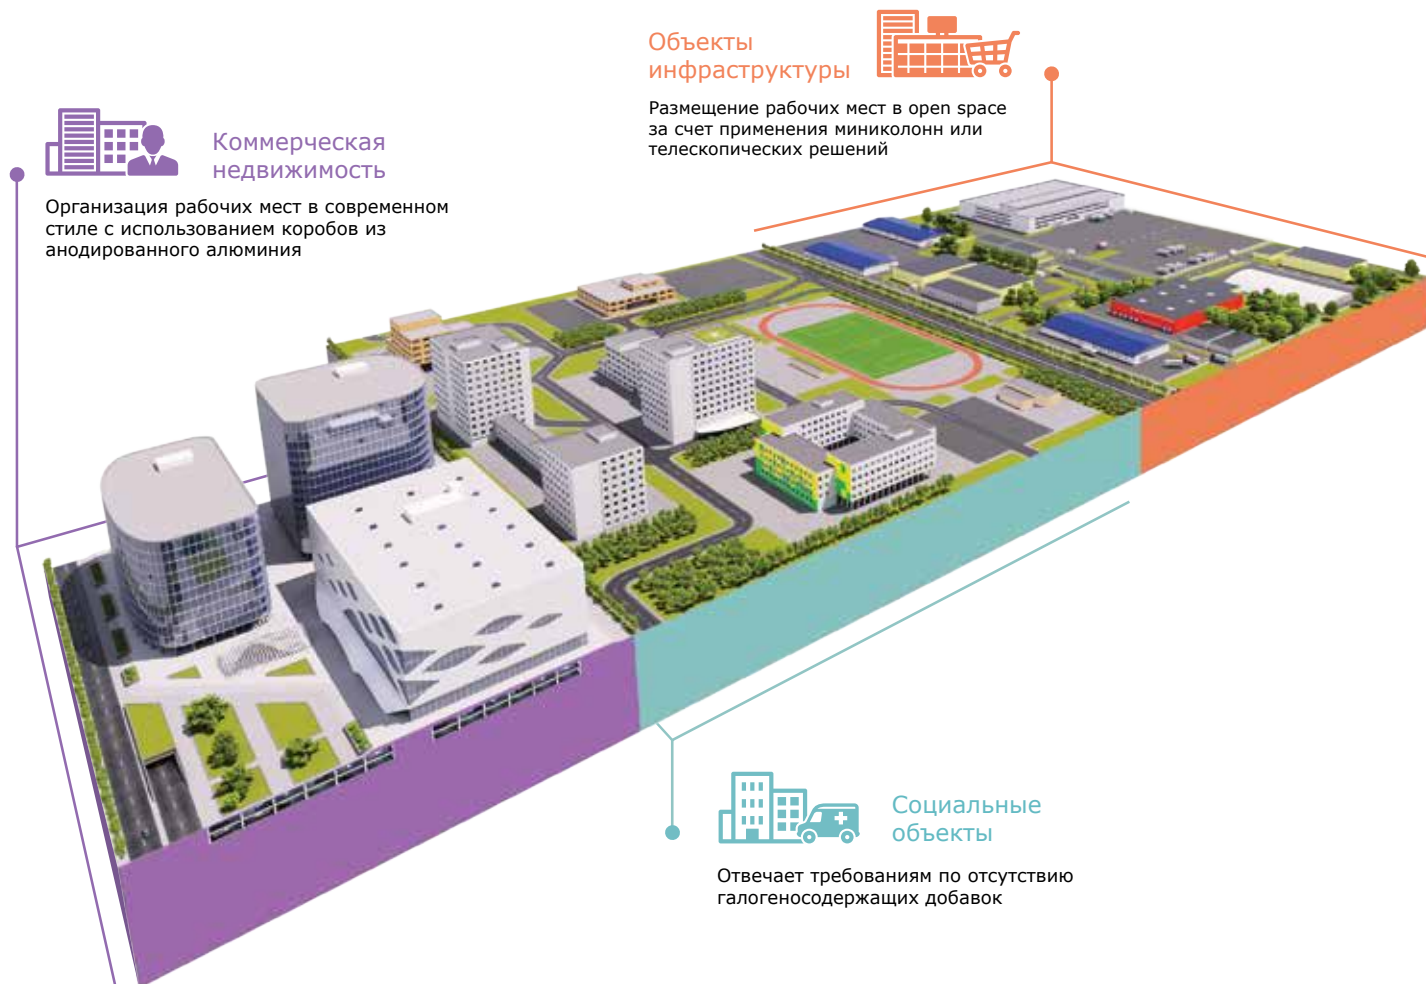 Объекты
инфраструктуры
Размещение рабочих мест в open space
за счет применения миниколонн или
телескопических решений
Коммерческая
недвижимость
Организация рабочих мест в современном
стиле с использованием коробов из
анодированного алюминия
Социальные
объекты
Отвечает требованиям по отсутствию
галогеносодержащих добавок